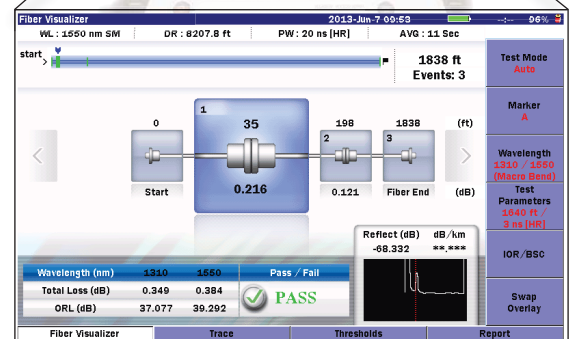 Fiber Visualizer 2013-Jun-7 09:53 --:-- 96%
WL : 1550 nm SM DR : 8207.8 ft PW : 20 ns [HR] AVG : 11 Sec
start
1838 ft
Events: 3
Test Mode
Auto
Marker
A
Wavelength
1310 / 1550
(Macro Bend)
Test
Parameters
1640 ft /
3 ns [HR]
IOR/BSC
Swap
Overlay
0 1 35 198 1838 (ft)
2 3
Start 0.216 0.121 Fiber End (dB)
Reflect (dB) dB/km
-68.332 **.***
Wavelength (nm) 1310 1550 Pass / Fail
Total Loss (dB) 0.349 0.384 PASS
ORL (dB) 37.077 39.292
Fiber Visualizer Trace Thresholds Report